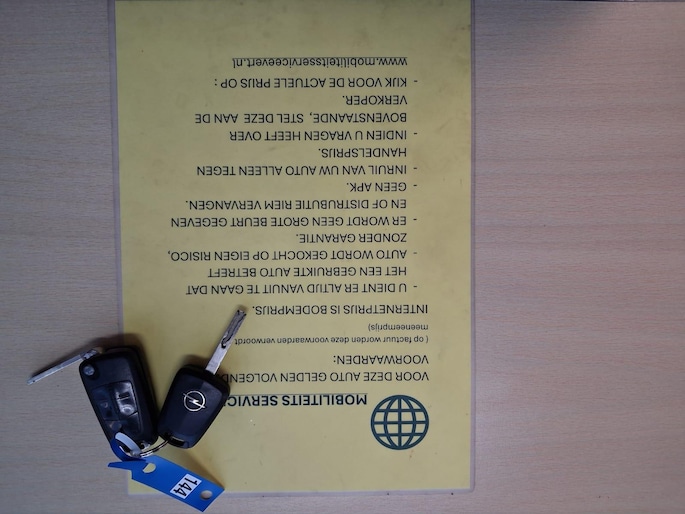 MOBILITEITS SERVIC
VOOR DEZE AUTO GELDEN VOLGEND
VOORWAARDEN:
( op factuur worden deze voorwaarden verwoordt
meeneemprijs)
INTERNETPRIJS IS BODEMPRIJS.
- U DIENT ER ALTIJD VANUIT TE GAAN DAT
HET EEN GEBRUIKTE AUTO BETREFT
- AUTO WORDT GEKOCHT OP EIGEN RISICO,
ZONDER GARANTIE.
- ER WORDT GEEN GROTE BEURT GEGEVEN
EN OF DISTRIBUTIE RIEM VERVANGEN.
- GEEN APK.
- INRUIL VAN UW AUTO ALLEEN TEGEN
HANDELSPRIJS.
- INDIEN U VRAGEN HEEFT OVER
BOVENSTAANDE, STEL DEZE AAN DE
VERKOPER.
- KIJK VOOR DE ACTUELE PRIJS OP :
www.mobiliteitsserviceevert.nl
144